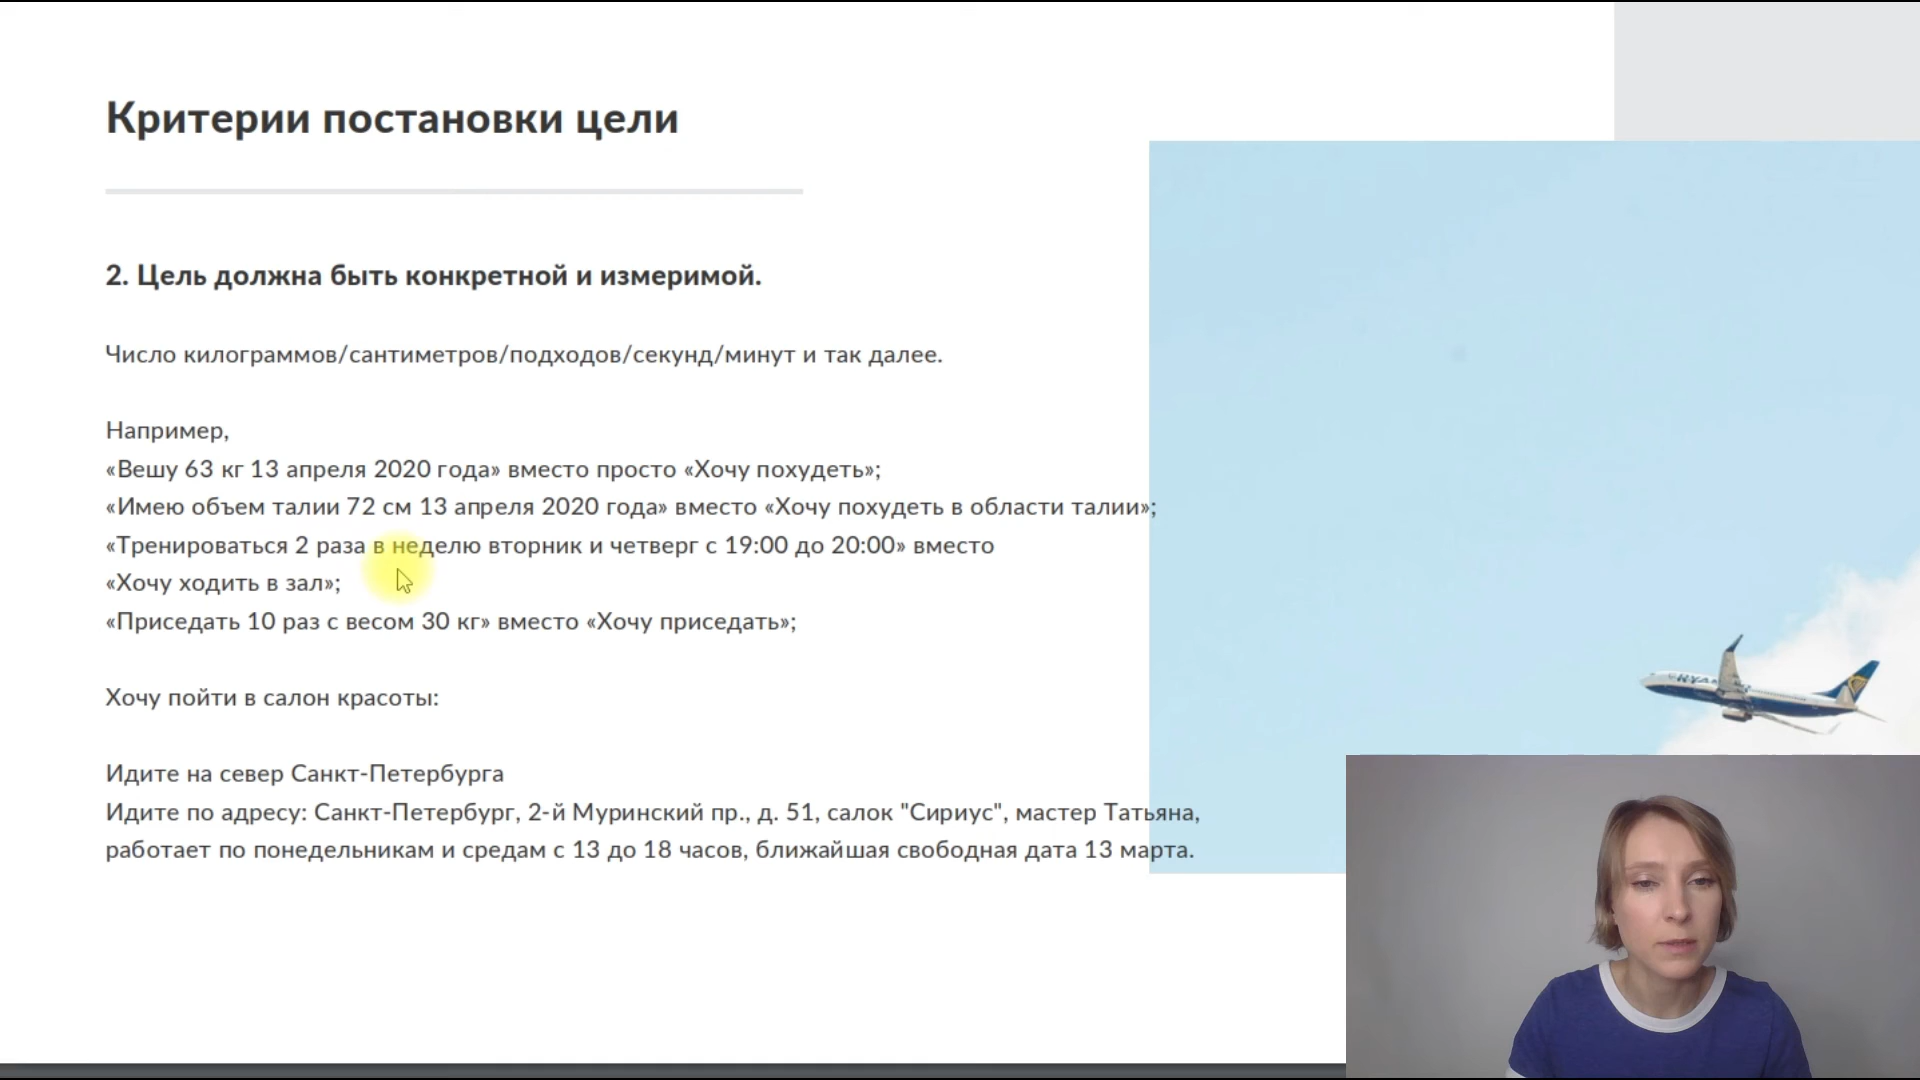 Критерии постановки цели
2. Цель должна быть конкретной и измеримой.
Число килограммов/сантиметров/подходов/секунд/минут и так далее.
Например,
«Вешу 63 кг 13 апреля 2020 года» вместо просто «Хочу похудеть»;
«Имею объем талии 72 см 13 апреля 2020 года» вместо «Хочу похудеть в области талии»;
«Тренироваться 2 раза в неделю вторник и четверг с 19:00 до 20:00» вместо
«Хочу ходить в зал»;
«Приседать 10 раз с весом 30 кг» вместо «Хочу приседать»;
Хочу пойти в салон красоты:
Идите на север Санкт-Петербурга
Идите по адресу: Санкт-Петербург, 2-й Муринский пр., д. 51, салок "Сириус", мастер Татьяна,
работает по понедельникам и средам с 13 до 18 часов, ближайшая свободная дата 13 марта.